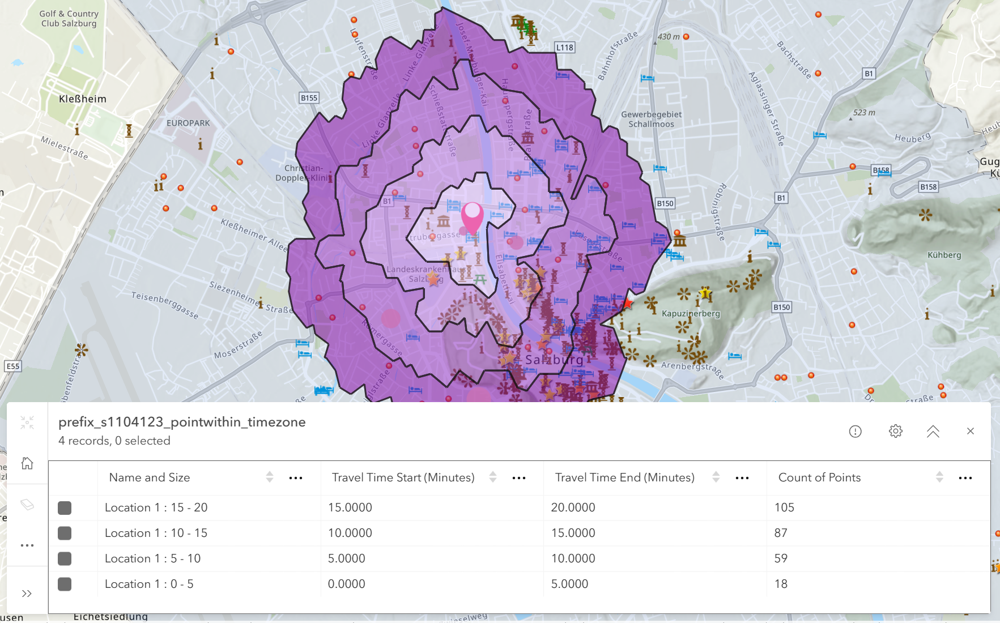 Golf & Country
Club Salzburg
Kleßheim
EUROPARK
Mielestraße
B155
L118
430 m
Bahnhofstraße
Bachstraße
B1
Aglassinger Straße
523 m
Heuberg
Gewerbegebiet
Schallmoos
Linke Glanzeile
Josef-Mayburger-Kai
Linke Glanzeile
Schießstattstraße
Christian-
Doppler-Klinik
B1
B158
B158
B150
B1
Robinigstraße
Kühberg
Kleßheimer Allee
Strubergasse
Landeskrankenhaus
Salzburg
Elisabethkai
Siezenheimer Straße
Teisenberggasse
Moserstraße
Römergasse
Kapuzinerberg
B150
Arenbergstraße
Salzburg
E55
prefix_s1104123_pointwithin_timezone
4 records, 0 selected
Name and Size
Travel Time Start (Minutes)
Travel Time End (Minutes)
Count of Points
Location 1 : 15 - 20
15.0000
20.0000
105
Location 1 : 10 - 15
10.0000
15.0000
87
Location 1 : 5 - 10
5.0000
10.0000
59
Location 1 : 0 - 5
0.0000
5.0000
18
Eichetsiedlung